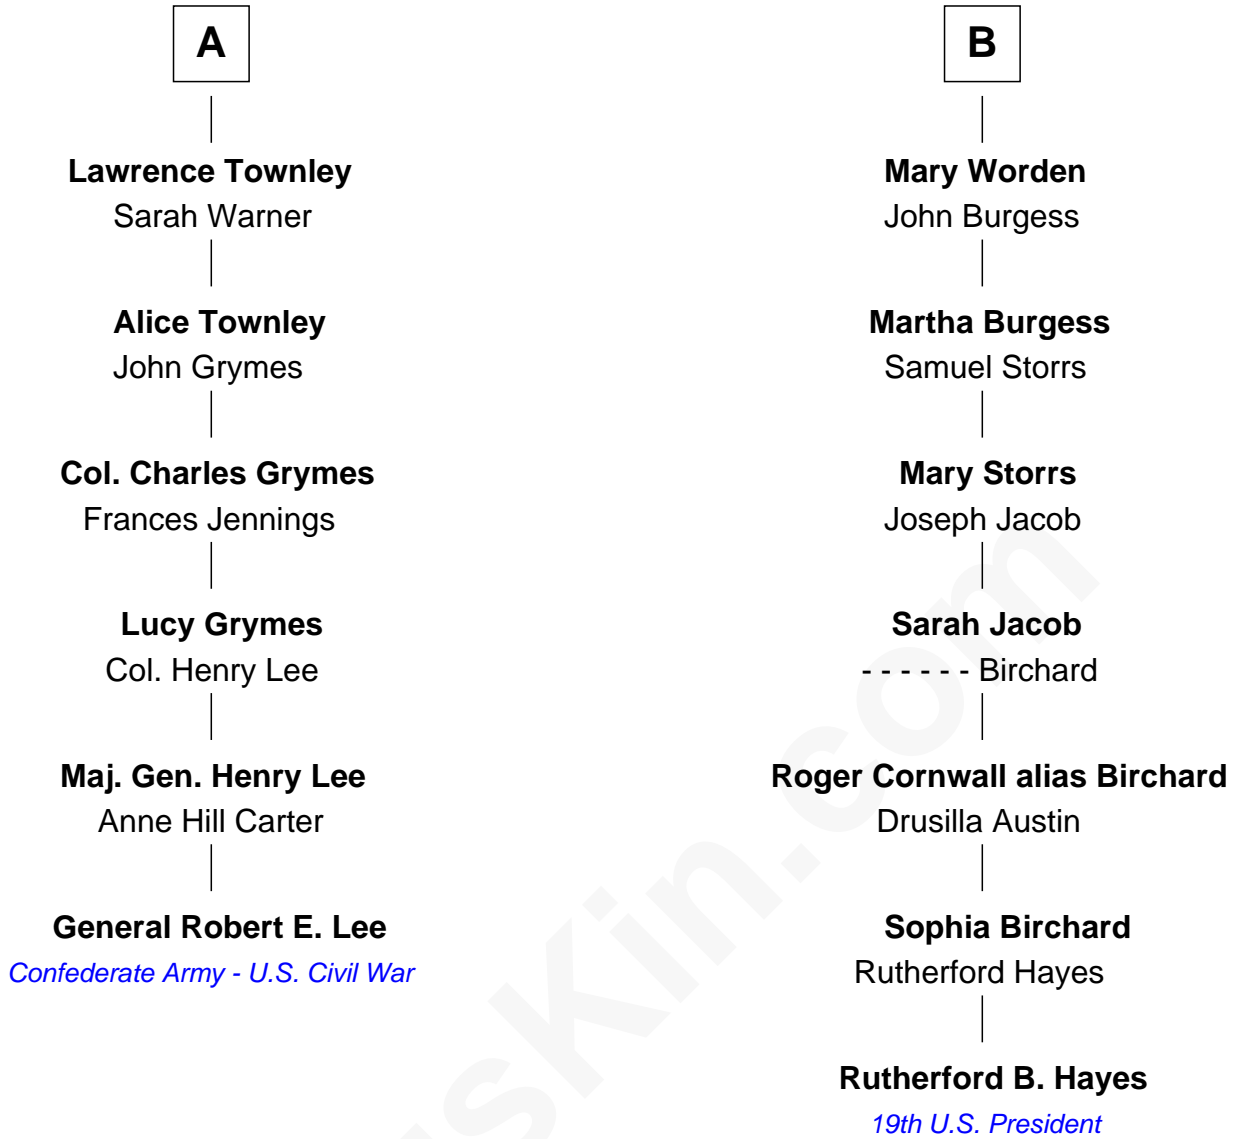 A
Lawrence Townley
Sarah Warner
Alice Townley
John Grymes
Col. Charles Grymes
Frances Jennings
Lucy Grymes
Col. Henry Lee
Maj. Gen. Henry Lee
Anne Hill Carter
General Robert E. Lee
Confederate Army - U.S. Civil War
B
Mary Worden
John Burgess
Martha Burgess
Samuel Storrs
Mary Storrs
Joseph Jacob
Sarah Jacob
- - - - - - Birchard
Roger Cornwall alias Birchard
Drusilla Austin
Sophia Birchard
Rutherford Hayes
Rutherford B. Hayes
19th U.S. President
sKin.com